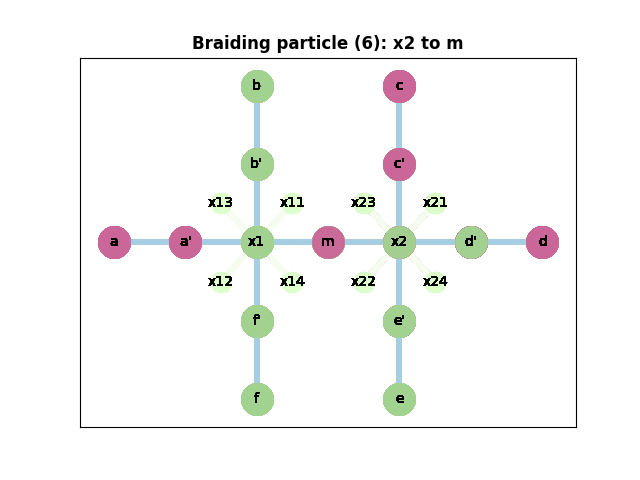 Braiding particle (6): x2 to m
b c
b' c'
x13 x11 x23 x21
a a' x1 m x2 d' d
x12 x14 x22 x24
f' e'
f e